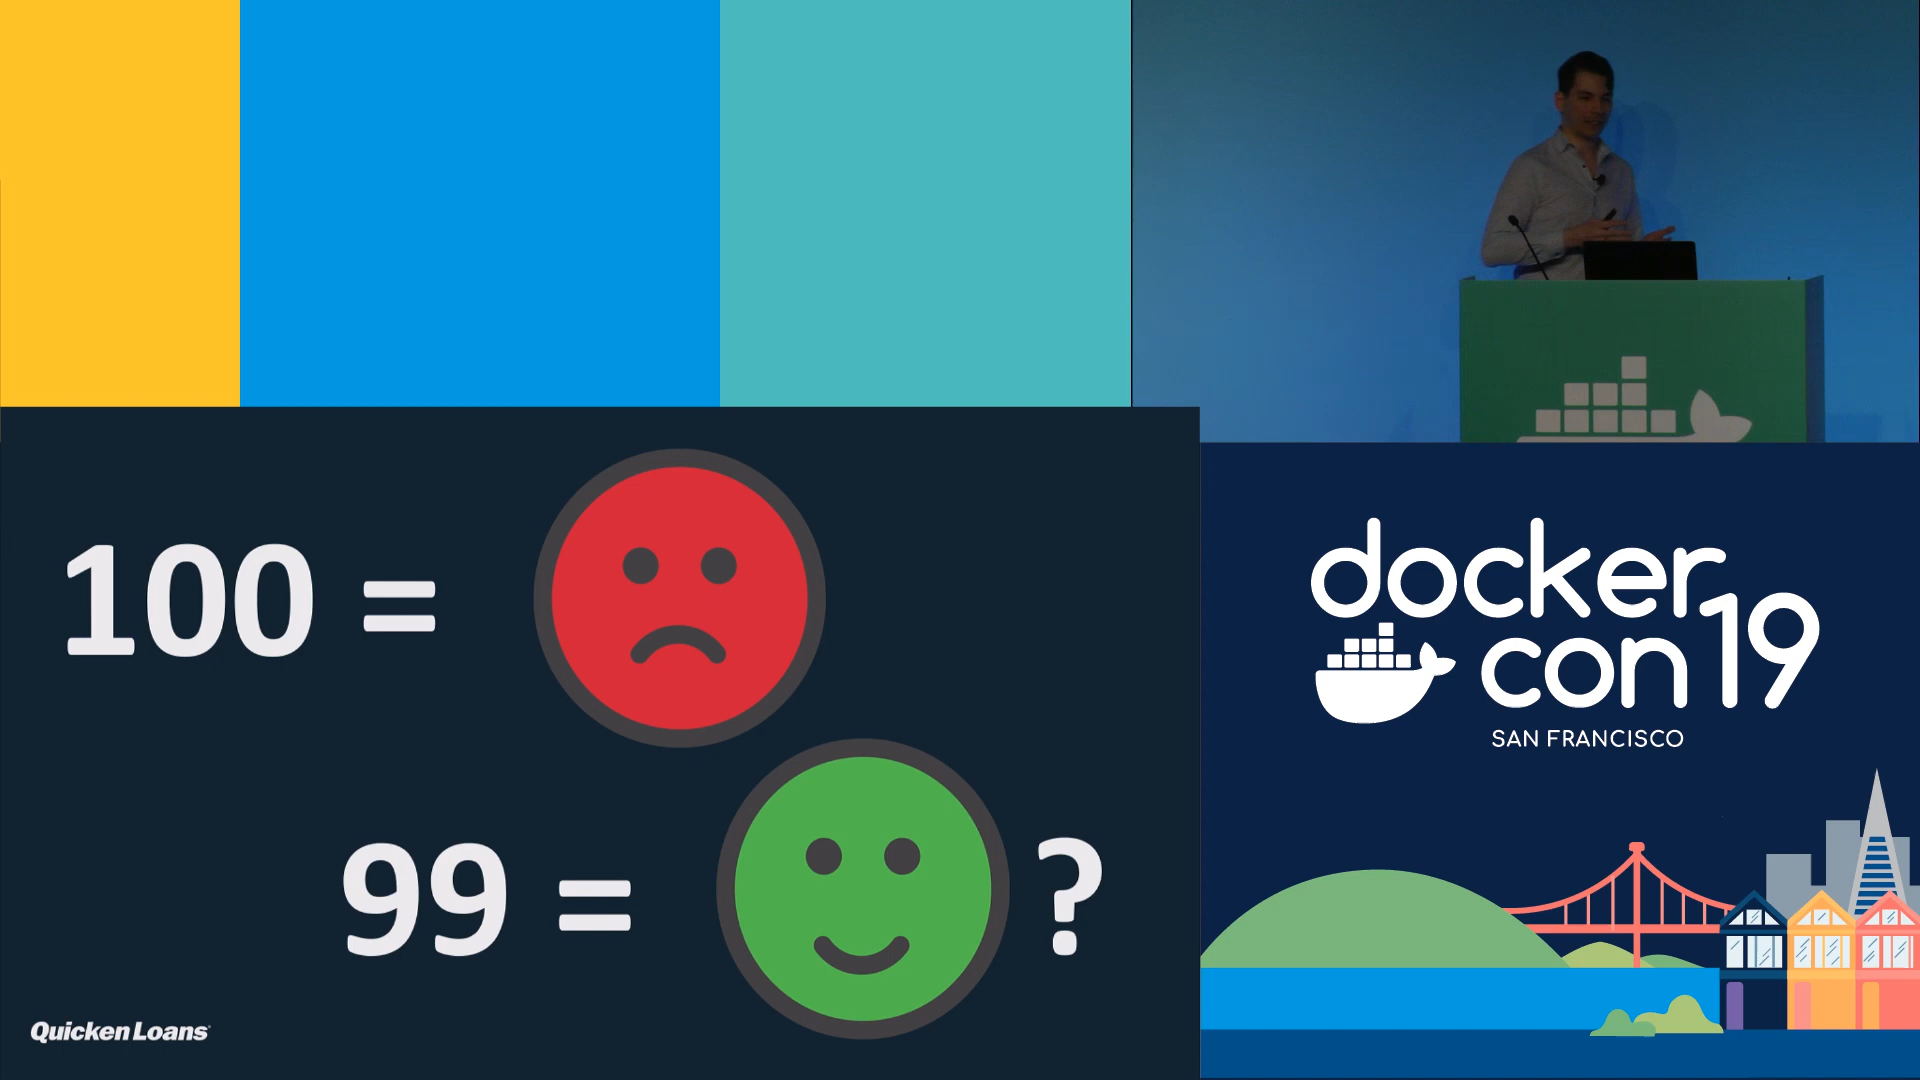 100 =
99 = ?
Quicken Loans
docker
con 19
SAN FRANCISCO